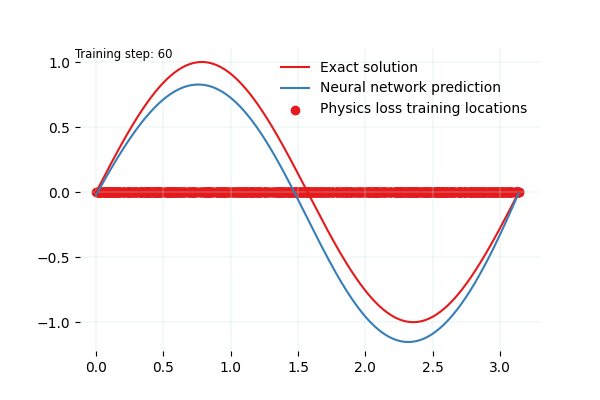 Training step: 60
Exact solution
Neural network prediction
Physics loss training locations
1.0
0.5
0.0
−0.5
−1.0
0.0 0.5 1.0 1.5 2.0 2.5 3.0